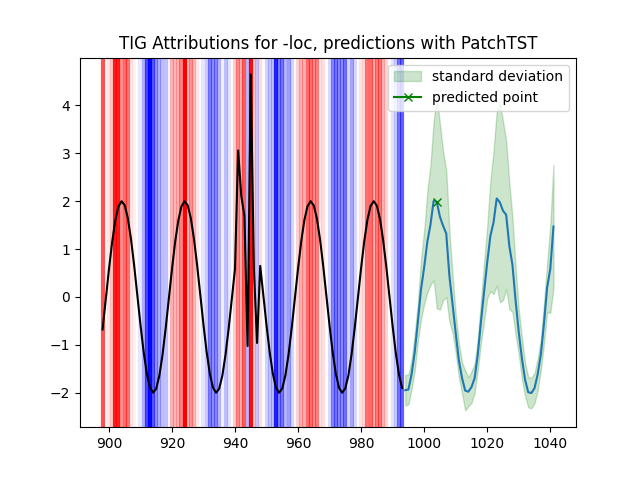 TIG Attributions for -loc, predictions with PatchTST
standard deviation
predicted point
4
3
2
1
0
−1
−2
900 920 940 960 980 1000 1020 1040